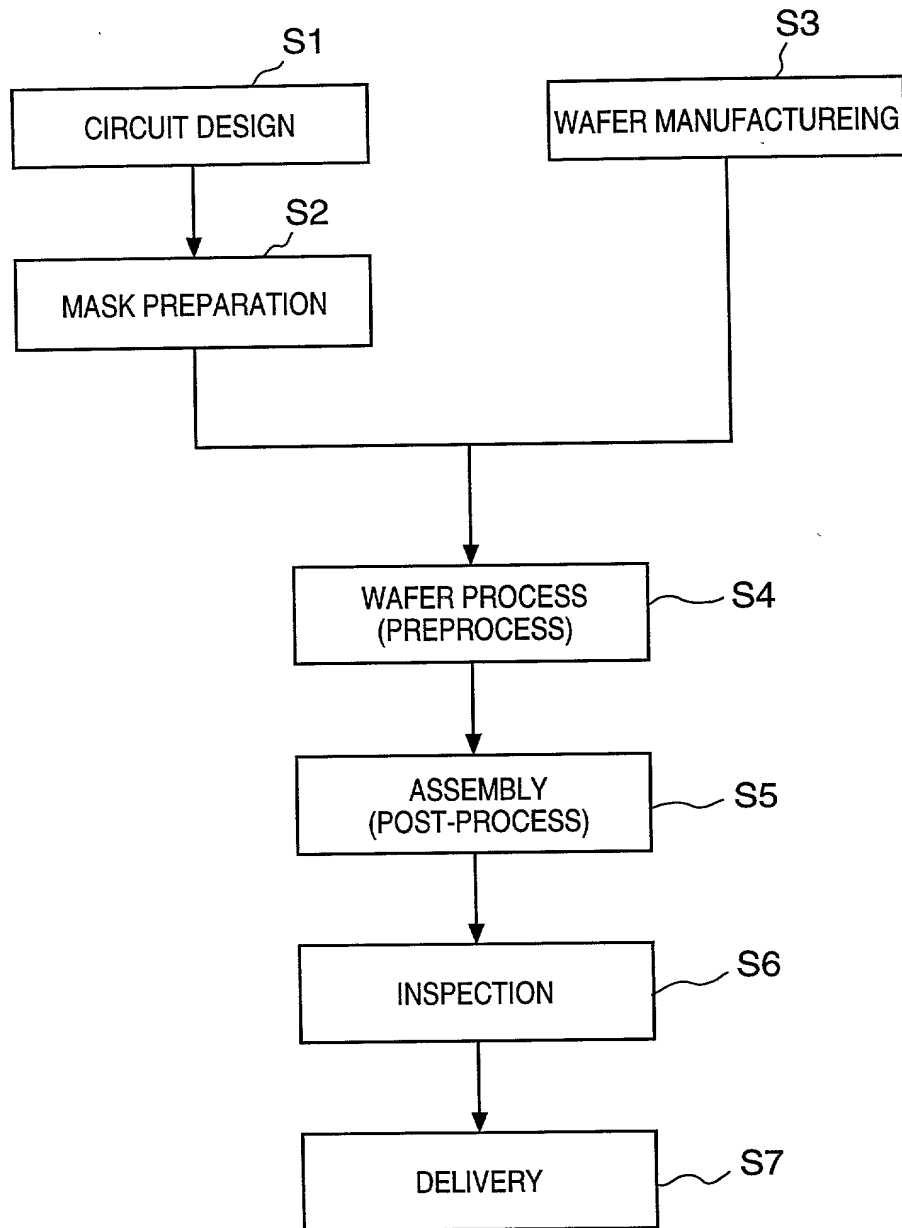 S1
CIRCUIT DESIGN
S2
MASK PREPARATION
S3
WAFER MANUFACTUREING
WAFER PROCESS
(PREPROCESS)
S4
ASSEMBLY
(POST-PROCESS)
S5
INSPECTION
S6
DELIVERY
S7